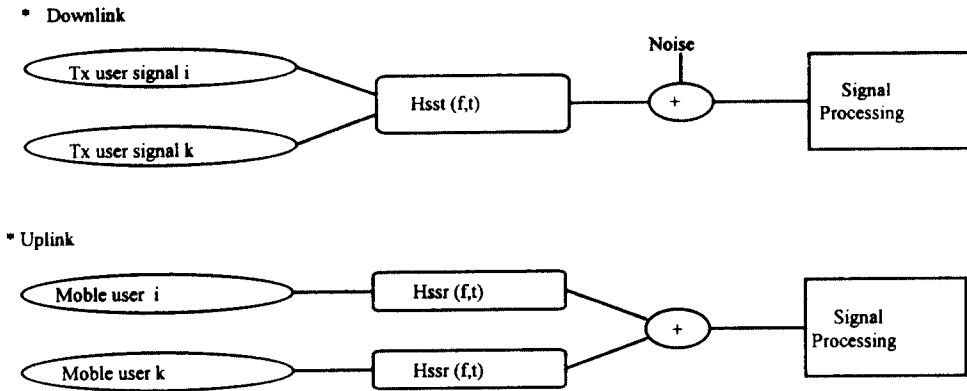 * Downlink
Noise
Tx user signal i
Hsst (f,t)
+
Signal
Processing
Tx user signal k
* Uplink
Moble user i
Hssr (f,t)
+
Signal
Processing
Moble user k
Hssr (f,t)